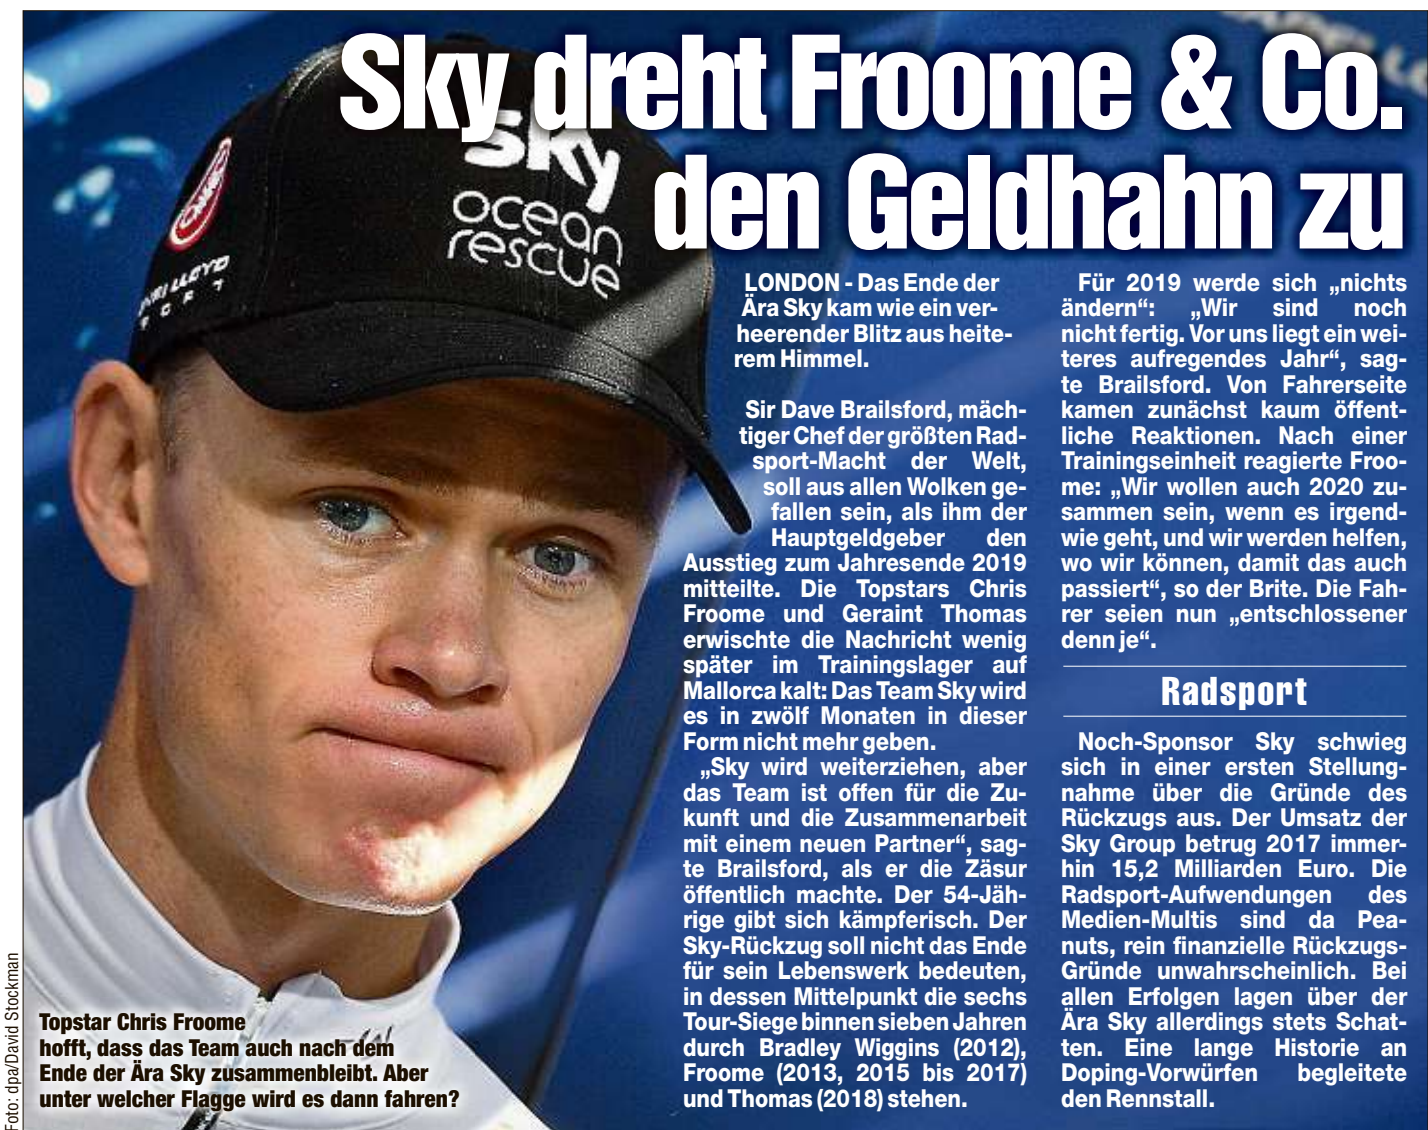 Sky dreht Froome & Co.
den Geldhahn zu
sky
ocean
rescue
LONDON - Das Ende der
Ära Sky kam wie ein ver-
heerender Blitz aus heite-
rem Himmel.
Sir Dave Brailsford, mäch-
tiger Chef der größten Rad-
sport-Macht der Welt,
soll aus allen Wolken ge-
fallen sein, als ihm der
Hauptgeldgeber den
Ausstieg zum Jahresende 2019
mitteilte. Die Topstars Chris
Froome und Geraint Thomas
erwischte die Nachricht wenig
später im Trainingslager auf
Mallorca kalt: Das Team Sky wird
es in zwölf Monaten in dieser
Form nicht mehr geben.
„Sky wird weiterziehen, aber
das Team ist offen für die Zu-
kunft und die Zusammenarbeit
mit einem neuen Partner“, sag-
te Brailsford, als er die Zäsur
öffentlich machte. Der 54-Jäh-
rige gibt sich kämpferisch. Der
Sky-Rückzug soll nicht das Ende
für sein Lebenswerk bedeuten,
in dessen Mittelpunkt die sechs
Tour-Siege binnen sieben Jahren
durch Bradley Wiggins (2012),
Froome (2013, 2015 bis 2017)
und Thomas (2018) stehen.
Für 2019 werde sich „nichts
ändern“: „Wir sind noch
nicht fertig. Vor uns liegt ein wei-
teres aufregendes Jahr“, sag-
te Brailsford. Von Fahrerseite
kamen zunächst kaum öffent-
liche Reaktionen. Nach einer
Trainingseinheit reagierte Froo-
me: „Wir wollen auch 2020 zu-
sammen sein, wenn es irgend-
wie geht, und wir werden helfen,
wo wir können, damit das auch
passiert“, so der Brite. Die Fah-
rer seien nun „entschlossener
denn je“.
Radsport
Noch-Sponsor Sky schwieg
sich in einer ersten Stellung-
nahme über die Gründe des
Rückzugs aus. Der Umsatz der
Sky Group betrug 2017 immer-
hin 15,2 Milliarden Euro. Die
Radsport-Aufwendungen des
Medien-Multis sind da Pea-
nuts, rein finanzielle Rückzugs-
Gründe unwahrscheinlich. Bei
allen Erfolgen lagen über der
Ära Sky allerdings stets Schat-
ten. Eine lange Historie an
Doping-Vorwürfen begleitete
den Rennstall.
Topstar Chris Froome
hofft, dass das Team auch nach dem
Ende der Ära Sky zusammenbleibt. Aber
unter welcher Flagge wird es dann fahren?
Foto: dpa/David Stockman